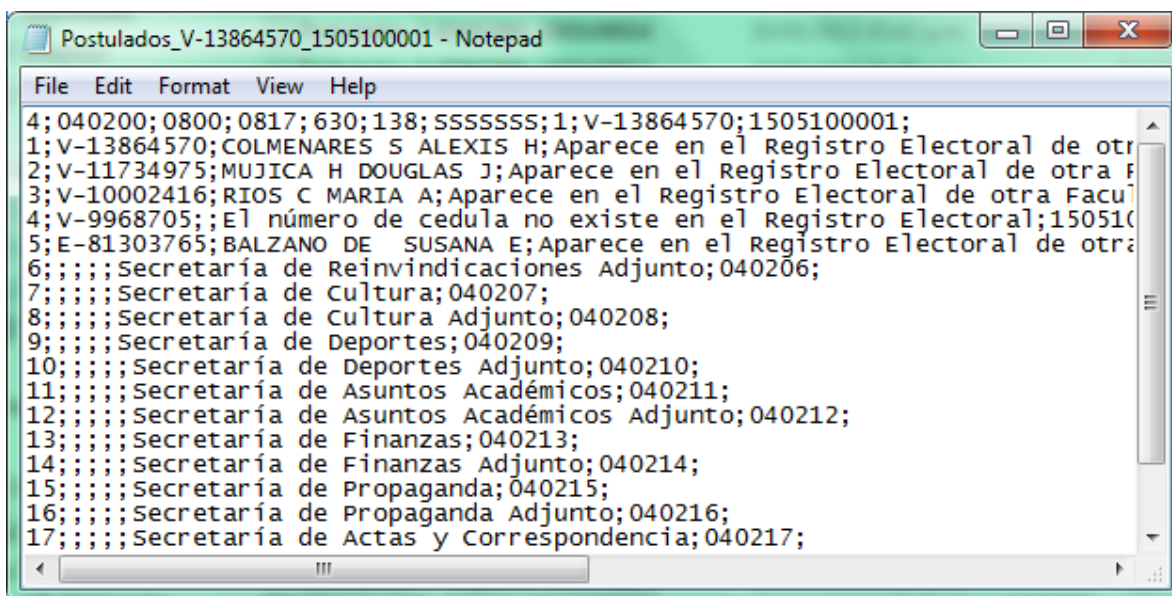 Postulados_V-13864570_1505100001 - Notepad
File Edit Format View Help
4;040200;0800;0817;630;138;SSSSSSS;1;V-13864570;1505100001;
1;V-13864570;COLMENARES S ALEXIS H;Aparece en el Registro Electoral de otr
2;V-11734975;MUJICA H DOUGLAS J;Aparece en el Registro Electoral de otra F
3;V-10002416;RIOS C MARIA A;Aparece en el Registro Electoral de otra Facul
4;V-9968705;;El número de cedula no existe en el Registro Electoral;150510
5;E-81303765;BALZANO DE  SUSANA E;Aparece en el Registro Electoral de otra
6;;;;;Secretaría de Reinvindicaciones Adjunto;040206;
7;;;;;Secretaría de Cultura;040207;
8;;;;;Secretaría de Cultura Adjunto;040208;
9;;;;;Secretaría de Deportes;040209;
10;;;;;Secretaría de Deportes Adjunto;040210;
11;;;;;Secretaría de Asuntos Académicos;040211;
12;;;;;Secretaría de Asuntos Académicos Adjunto;040212;
13;;;;;Secretaría de Finanzas;040213;
14;;;;;Secretaría de Finanzas Adjunto;040214;
15;;;;;Secretaría de Propaganda;040215;
16;;;;;Secretaría de Propaganda Adjunto;040216;
17;;;;;Secretaría de Actas y Correspondencia;040217;